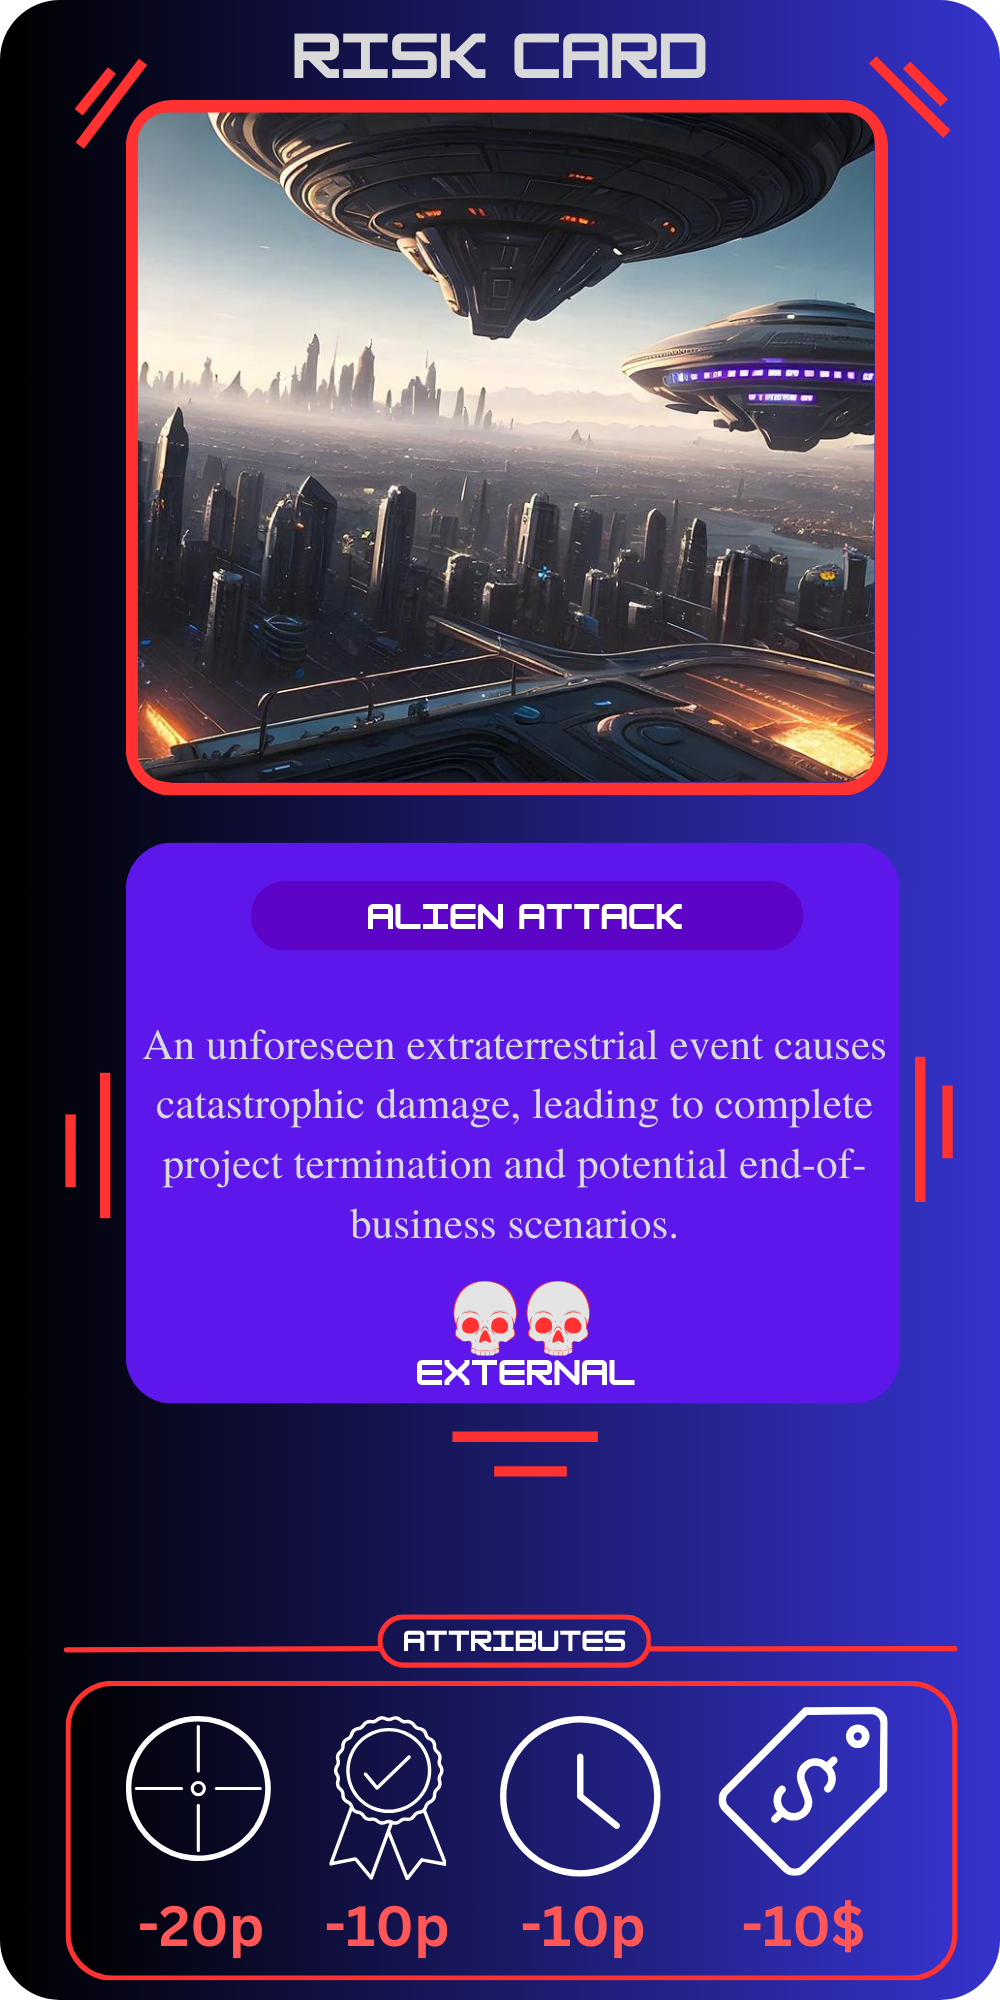 RISK CARD
ALIEN ATTACK
An unforeseen extraterrestrial event causes
catastrophic damage, leading to complete
project termination and potential end-of-
business scenarios.
EXTERNAL
ATTRIBUTES
$
-20p -10p -10p -10$